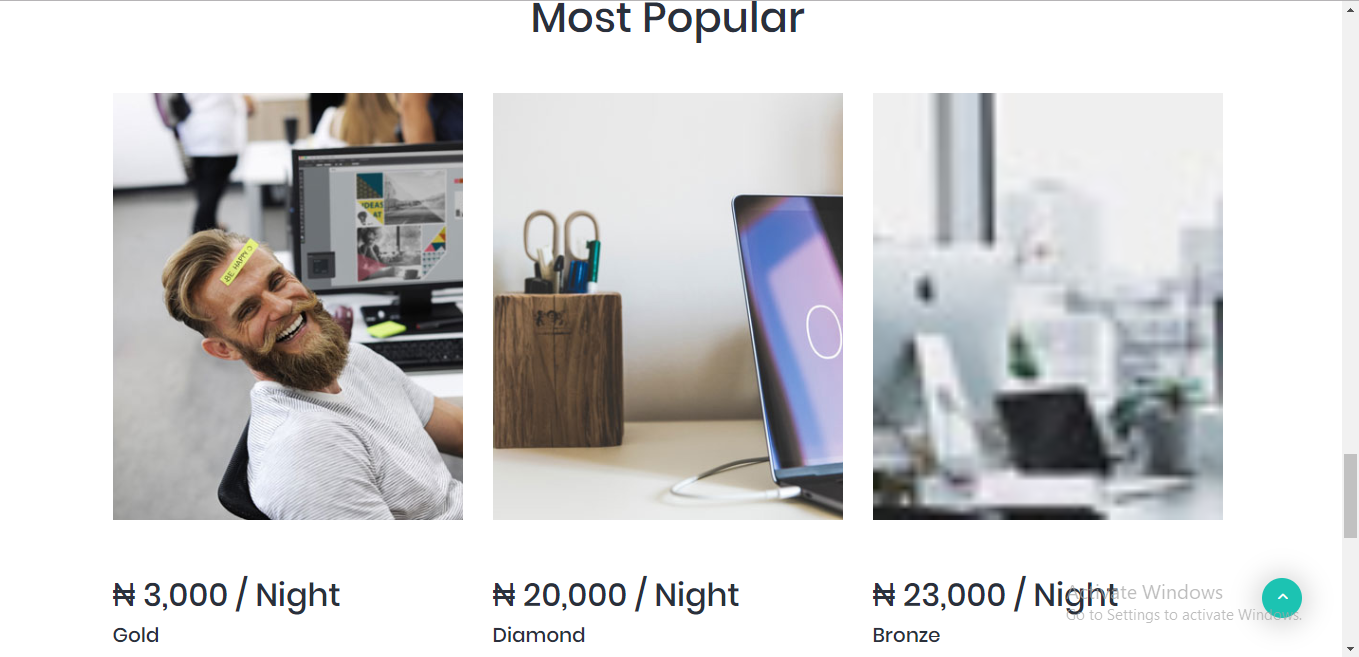 Most Popular
IDEAS
AT
BE HAPPY
₦ 3,000 / Night
Gold
₦ 20,000 / Night
Diamond
₦ 23,000 / Night
Bronze
Activate Windows
Go to Settings to activate Windows.